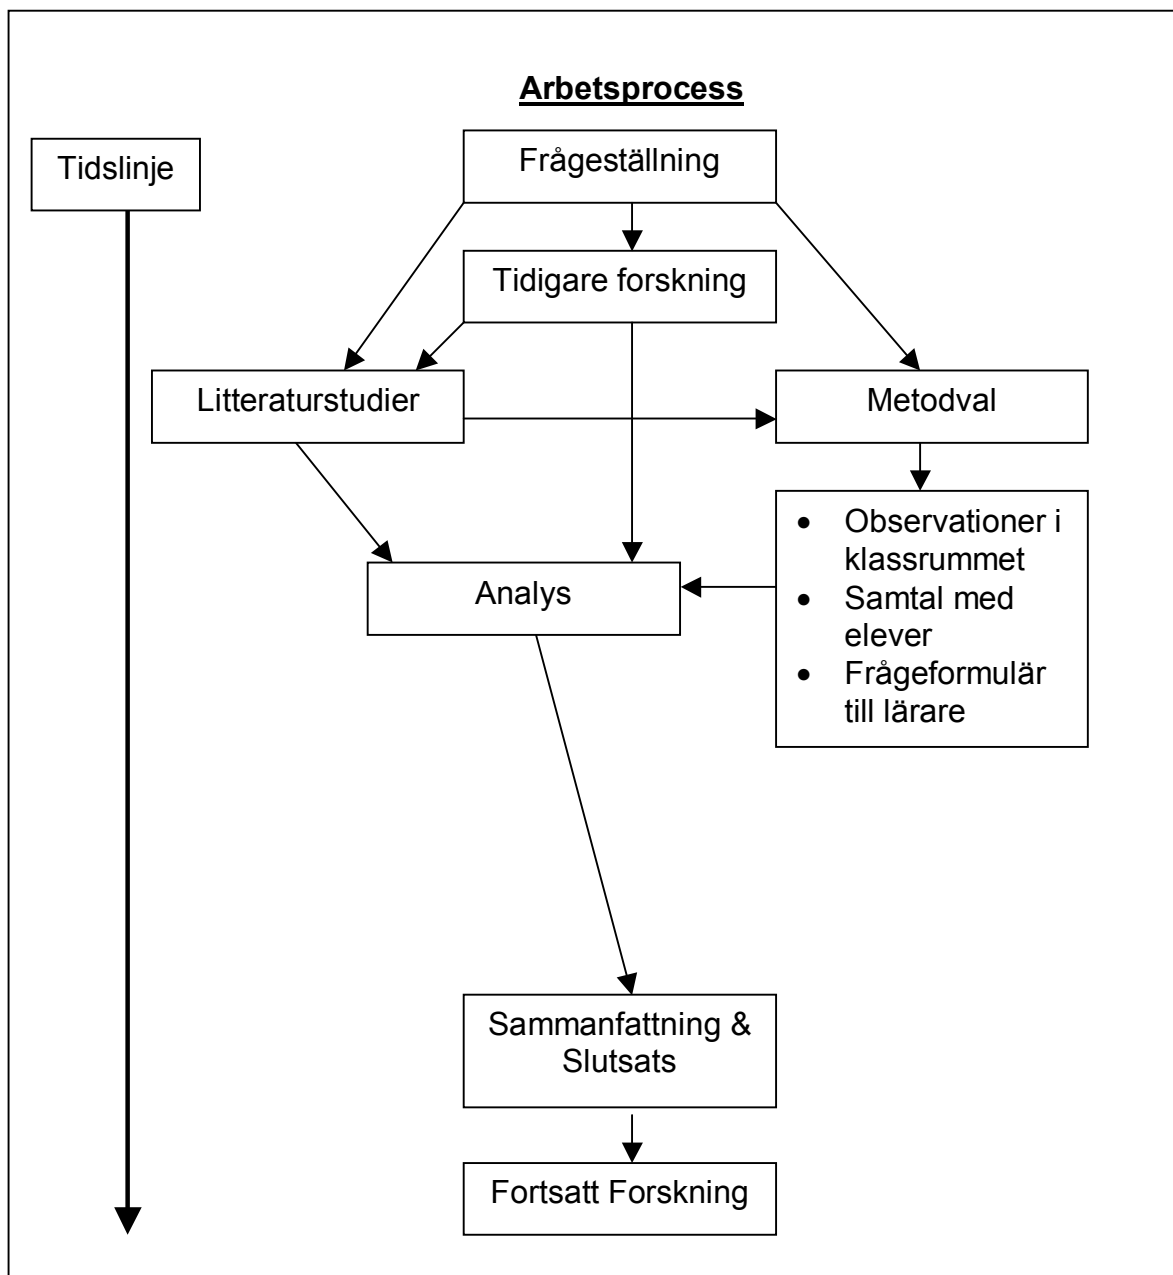 Arbetsprocess
Tidslinje
Frågeställning
Tidigare forskning
Litteraturstudier
Metodval
• Observationer i
klassrummet
• Samtal med
elever
• Frågeformulär
till lärare
Analys
Sammanfattning &
Slutsats
Fortsatt Forskning